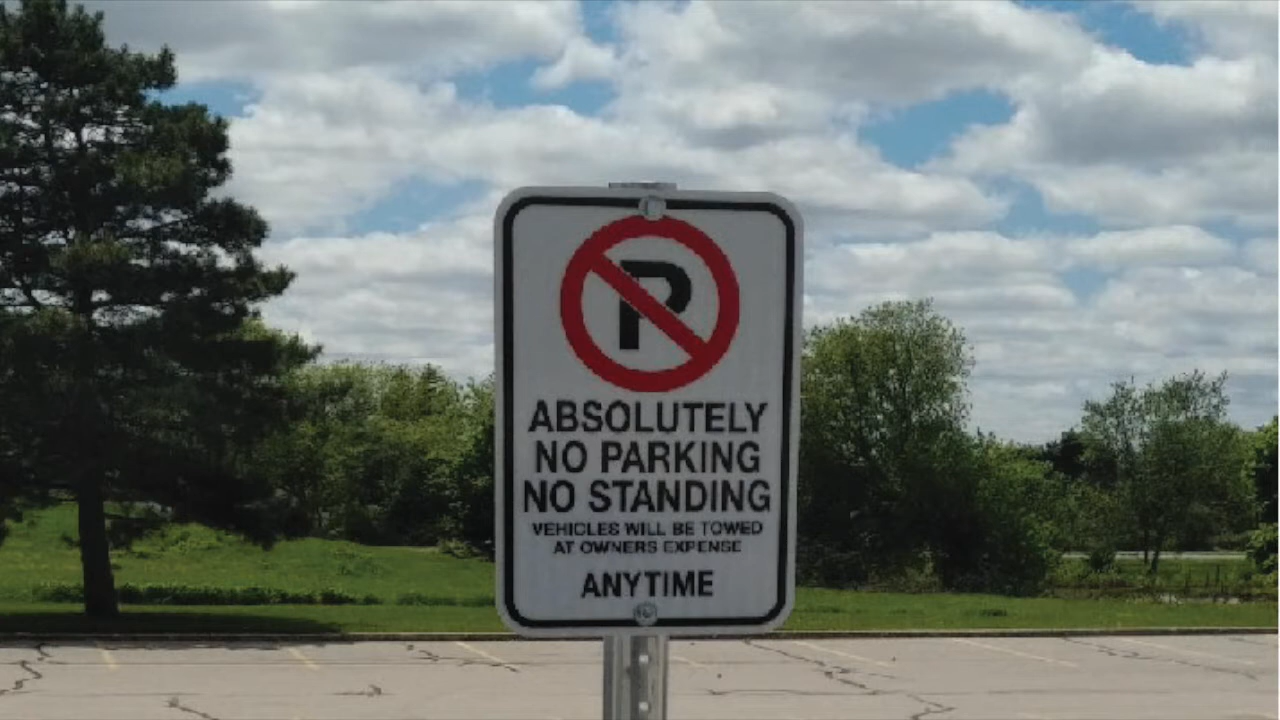 P
ABSOLUTELY
NO PARKING
NO STANDING
VEHICLES WILL BE TOWED
AT OWNERS EXPENSE
ANYTIME